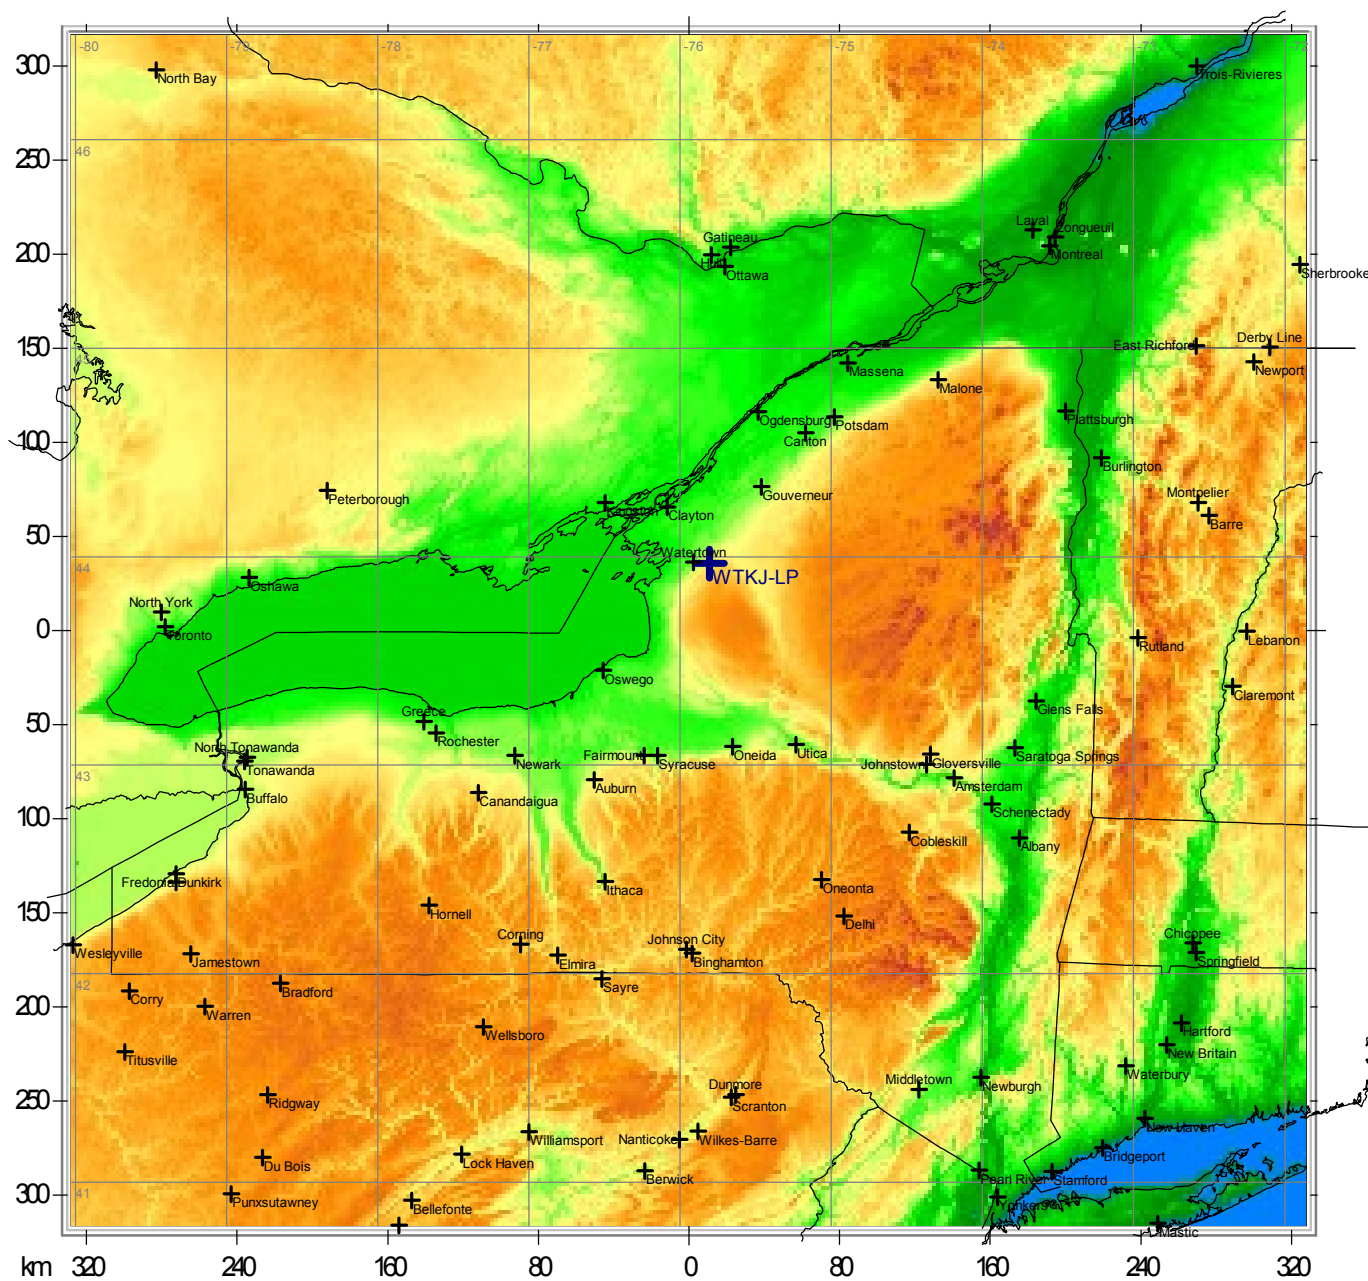 -80 -79 -78 -77 -76 -75 -74 -73 -72
300
North Bay
Trois-Rivieres
46
250
200
Gatineau
Hull
Ottawa
Laval
Longueuil
Montreal
Sherbrooke
150
45
East Richford
Derby Line
Newport
Massena
Malone
Ogdensburg
Potsdam
Canton
Plattsburgh
100
Burlington
Peterborough
Gouverneur
Montpelier
Barre
Kingston
Clayton
50
Watertown
WTKJ-LP
44
Oshawa
North York
Toronto
0
Rutland
Lebanon
Oswego
Claremont
Glens Falls
50
Greece
Rochester
North Tonawanda
Tonawanda
Newark
Fairmount
Syracuse
Oneida
Utica
Johnstown
Gloversville
Saratoga Springs
43
Buffalo
Canandaigua
Auburn
Amsterdam
Schenectady
100
Cobleskill
Albany
Fredonia
Dunkirk
Ithaca
Oneonta
150
Hornell
Delhi
Wesleyville
Jamestown
Corning
Elmira
Johnson City
Binghamton
Chicopee
Springfield
42
Corry
Bradford
Sayre
200
Warren
Wellsboro
Hartford
Titusville
New Britain
Waterbury
250
Ridgway
Dunmore
Scranton
Middletown
Newburgh
Williamsport
Nanticoke
Wilkes-Barre
New Haven
Du Bois
Lock Haven
Berwick
Bridgeport
Pearl River
Stamford
300
41
Punxsutawney
Bellefonte
Yonkers
Mastic
km 320 240 160 80 0 80 160 240 320